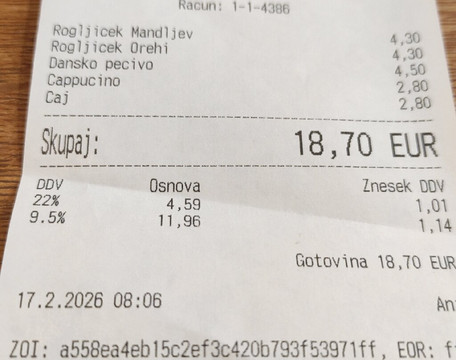 Racun: 1-1-4386
Rogljicek Mandljev 4,30
Rogljicek Orehi 4,30
Dansko pecivo 4,50
Cappucino 2,80
Caj 2,80
Skupaj: 18,70 EUR
DDV Osnova Znesek DDV
22% 4,59 1,01
9.5% 11,96 1,14
Gotovina 18,70 EUR
17.2.2026 08:06
ZOI: a558ea4eb15c2ef3c420b793f53971ff, EOR: